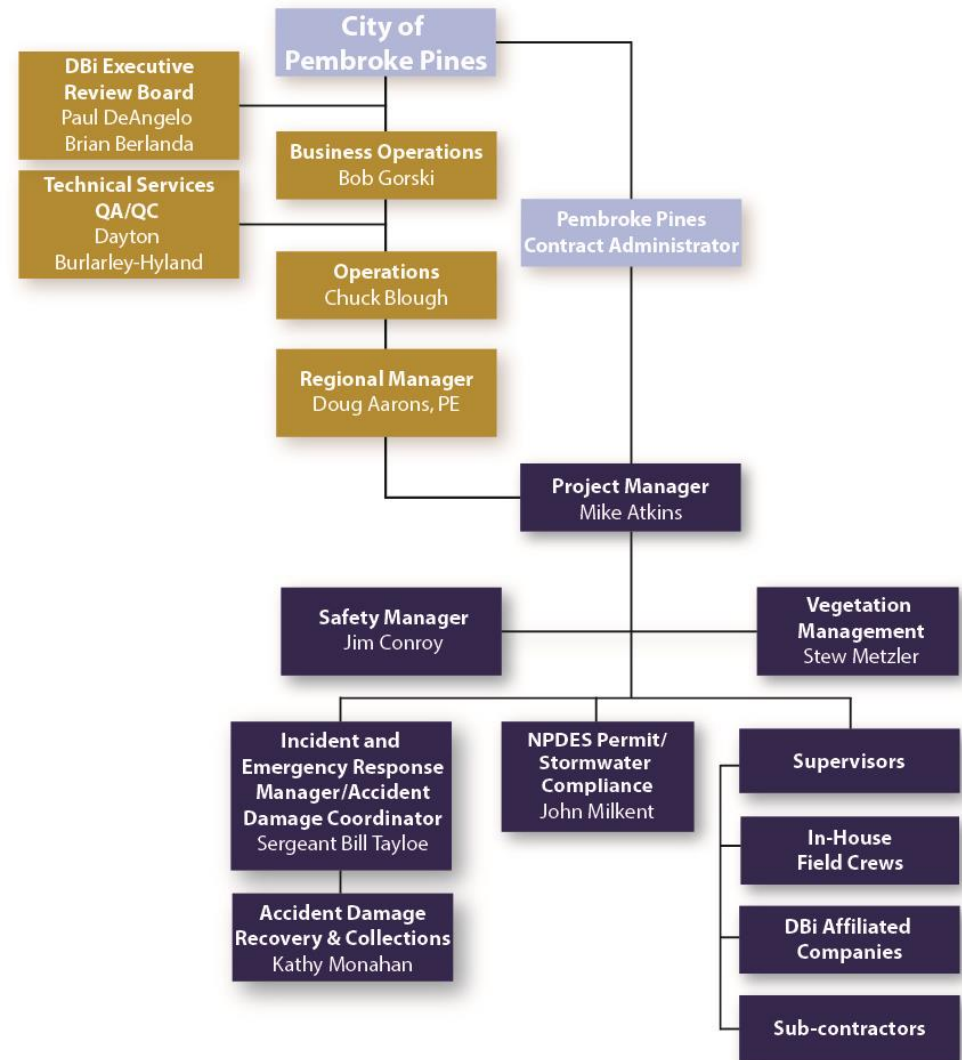 City of
Pembroke Pines
DBi Executive
Review Board
Paul DeAngelo
Brian Berlanda
Business Operations
Bob Gorski
Technical Services
QA/QC
Dayton
Burlarley-Hyland
Pembroke Pines
Contract Administrator
Operations
Chuck Blough
Regional Manager
Doug Aarons, PE
Project Manager
Mike Atkins
Safety Manager
Jim Conroy
Vegetation
Management
Stew Metzler
Incident and
Emergency Response
Manager/Accident
Damage Coordinator
Sergeant Bill Tayloe
NPDES Permit/
Stormwater
Compliance
John Milkent
Supervisors
In-House
Field Crews
Accident Damage
Recovery & Collections
Kathy Monahan
DBi Affiliated
Companies
Sub-contractors